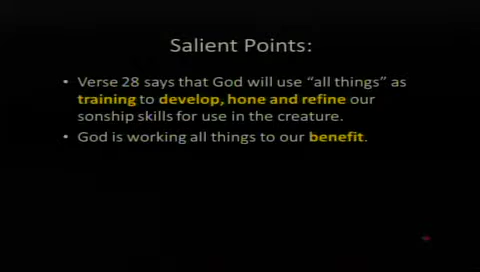 Salient Points:
• Verse 28 says that God will use “all things” as
training to develop, hone and refine our
sonship skills for use in the creature.
• God is working all things to our benefit.